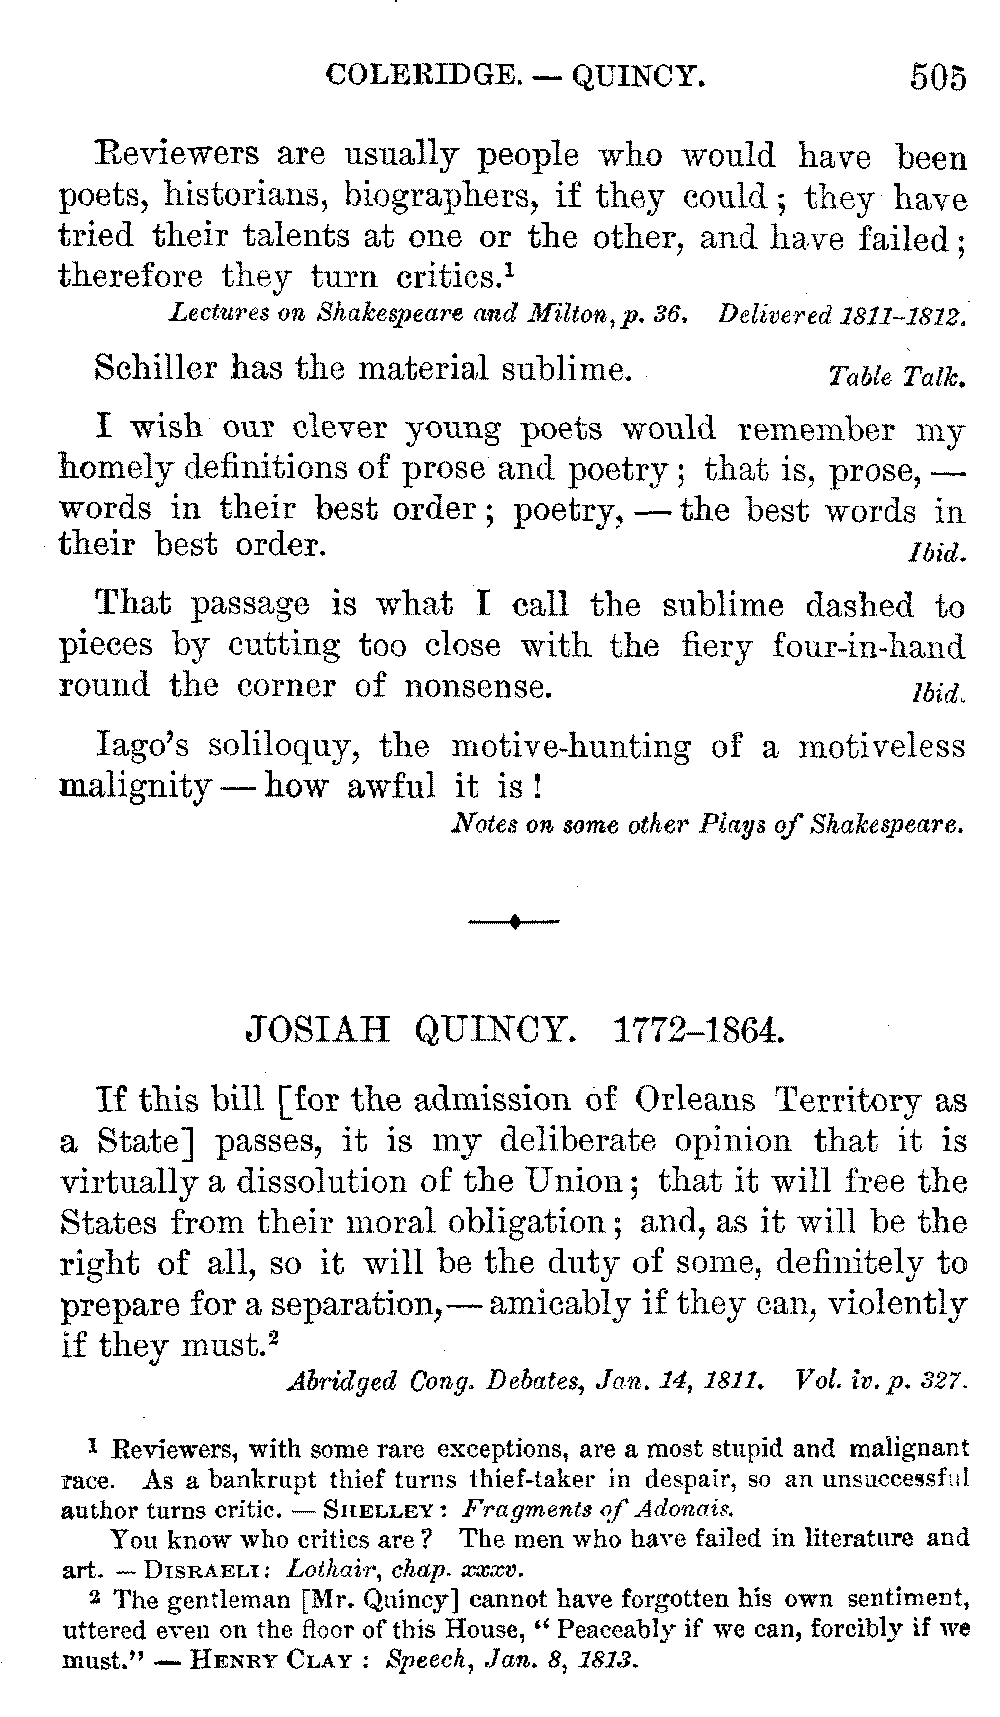 COLERIDGE. — QUINCY. 505
Reviewers are usually people who would have been
poets, historians, biographers, if they could; they have
tried their talents at one or the other, and have failed;
therefore they turn critics.¹
Lectures on Shakespeare and Milton, p. 36. Delivered 1811–1812.
Schiller has the material sublime. Table Talk.
I wish our clever young poets would remember my
homely definitions of prose and poetry; that is, prose, —
words in their best order; poetry, — the best words in
their best order. Ibid.
That passage is what I call the sublime dashed to
pieces by cutting too close with the fiery four-in-hand
round the corner of nonsense. Ibid.
Iago's soliloquy, the motive-hunting of a motiveless
malignity — how awful it is!
Notes on some other Plays of Shakespeare.
JOSIAH QUINCY. 1772–1864.
If this bill [for the admission of Orleans Territory as
a State] passes, it is my deliberate opinion that it is
virtually a dissolution of the Union; that it will free the
States from their moral obligation; and, as it will be the
right of all, so it will be the duty of some, definitely to
prepare for a separation, — amicably if they can, violently
if they must.²
Abridged Cong. Debates, Jan. 14, 1811. Vol. iv. p. 327.
¹ Reviewers, with some rare exceptions, are a most stupid and malignant
race. As a bankrupt thief turns thief-taker in despair, so an unsuccessful
author turns critic. — SHELLEY: Fragments of Adonais.
You know who critics are? The men who have failed in literature and
art. — DISRAELI: Lothair, chap. xxxv.
² The gentleman [Mr. Quincy] cannot have forgotten his own sentiment,
uttered even on the floor of this House, "Peaceably if we can, forcibly if we
must." — HENRY CLAY: Speech, Jan. 8, 1813.